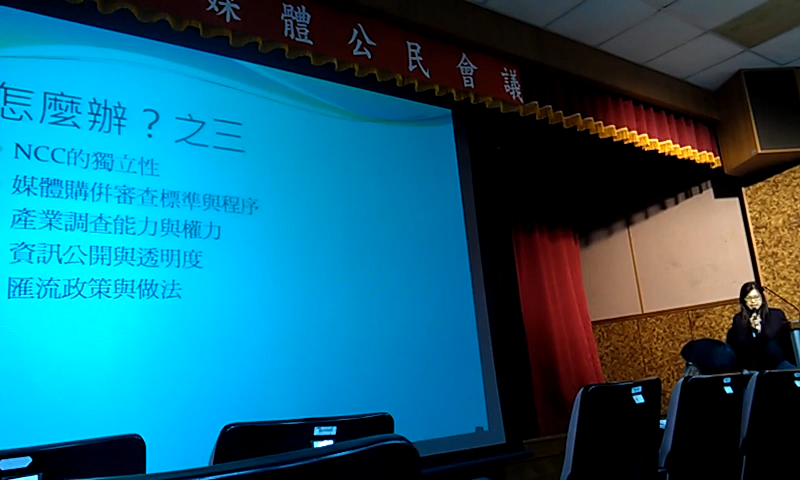 媒體公民會議
怎麼辦？之三
NCC的獨立性
媒體購併審查標準與程序
產業調查能力與權力
資訊公開與透明度
匯流政策與做法